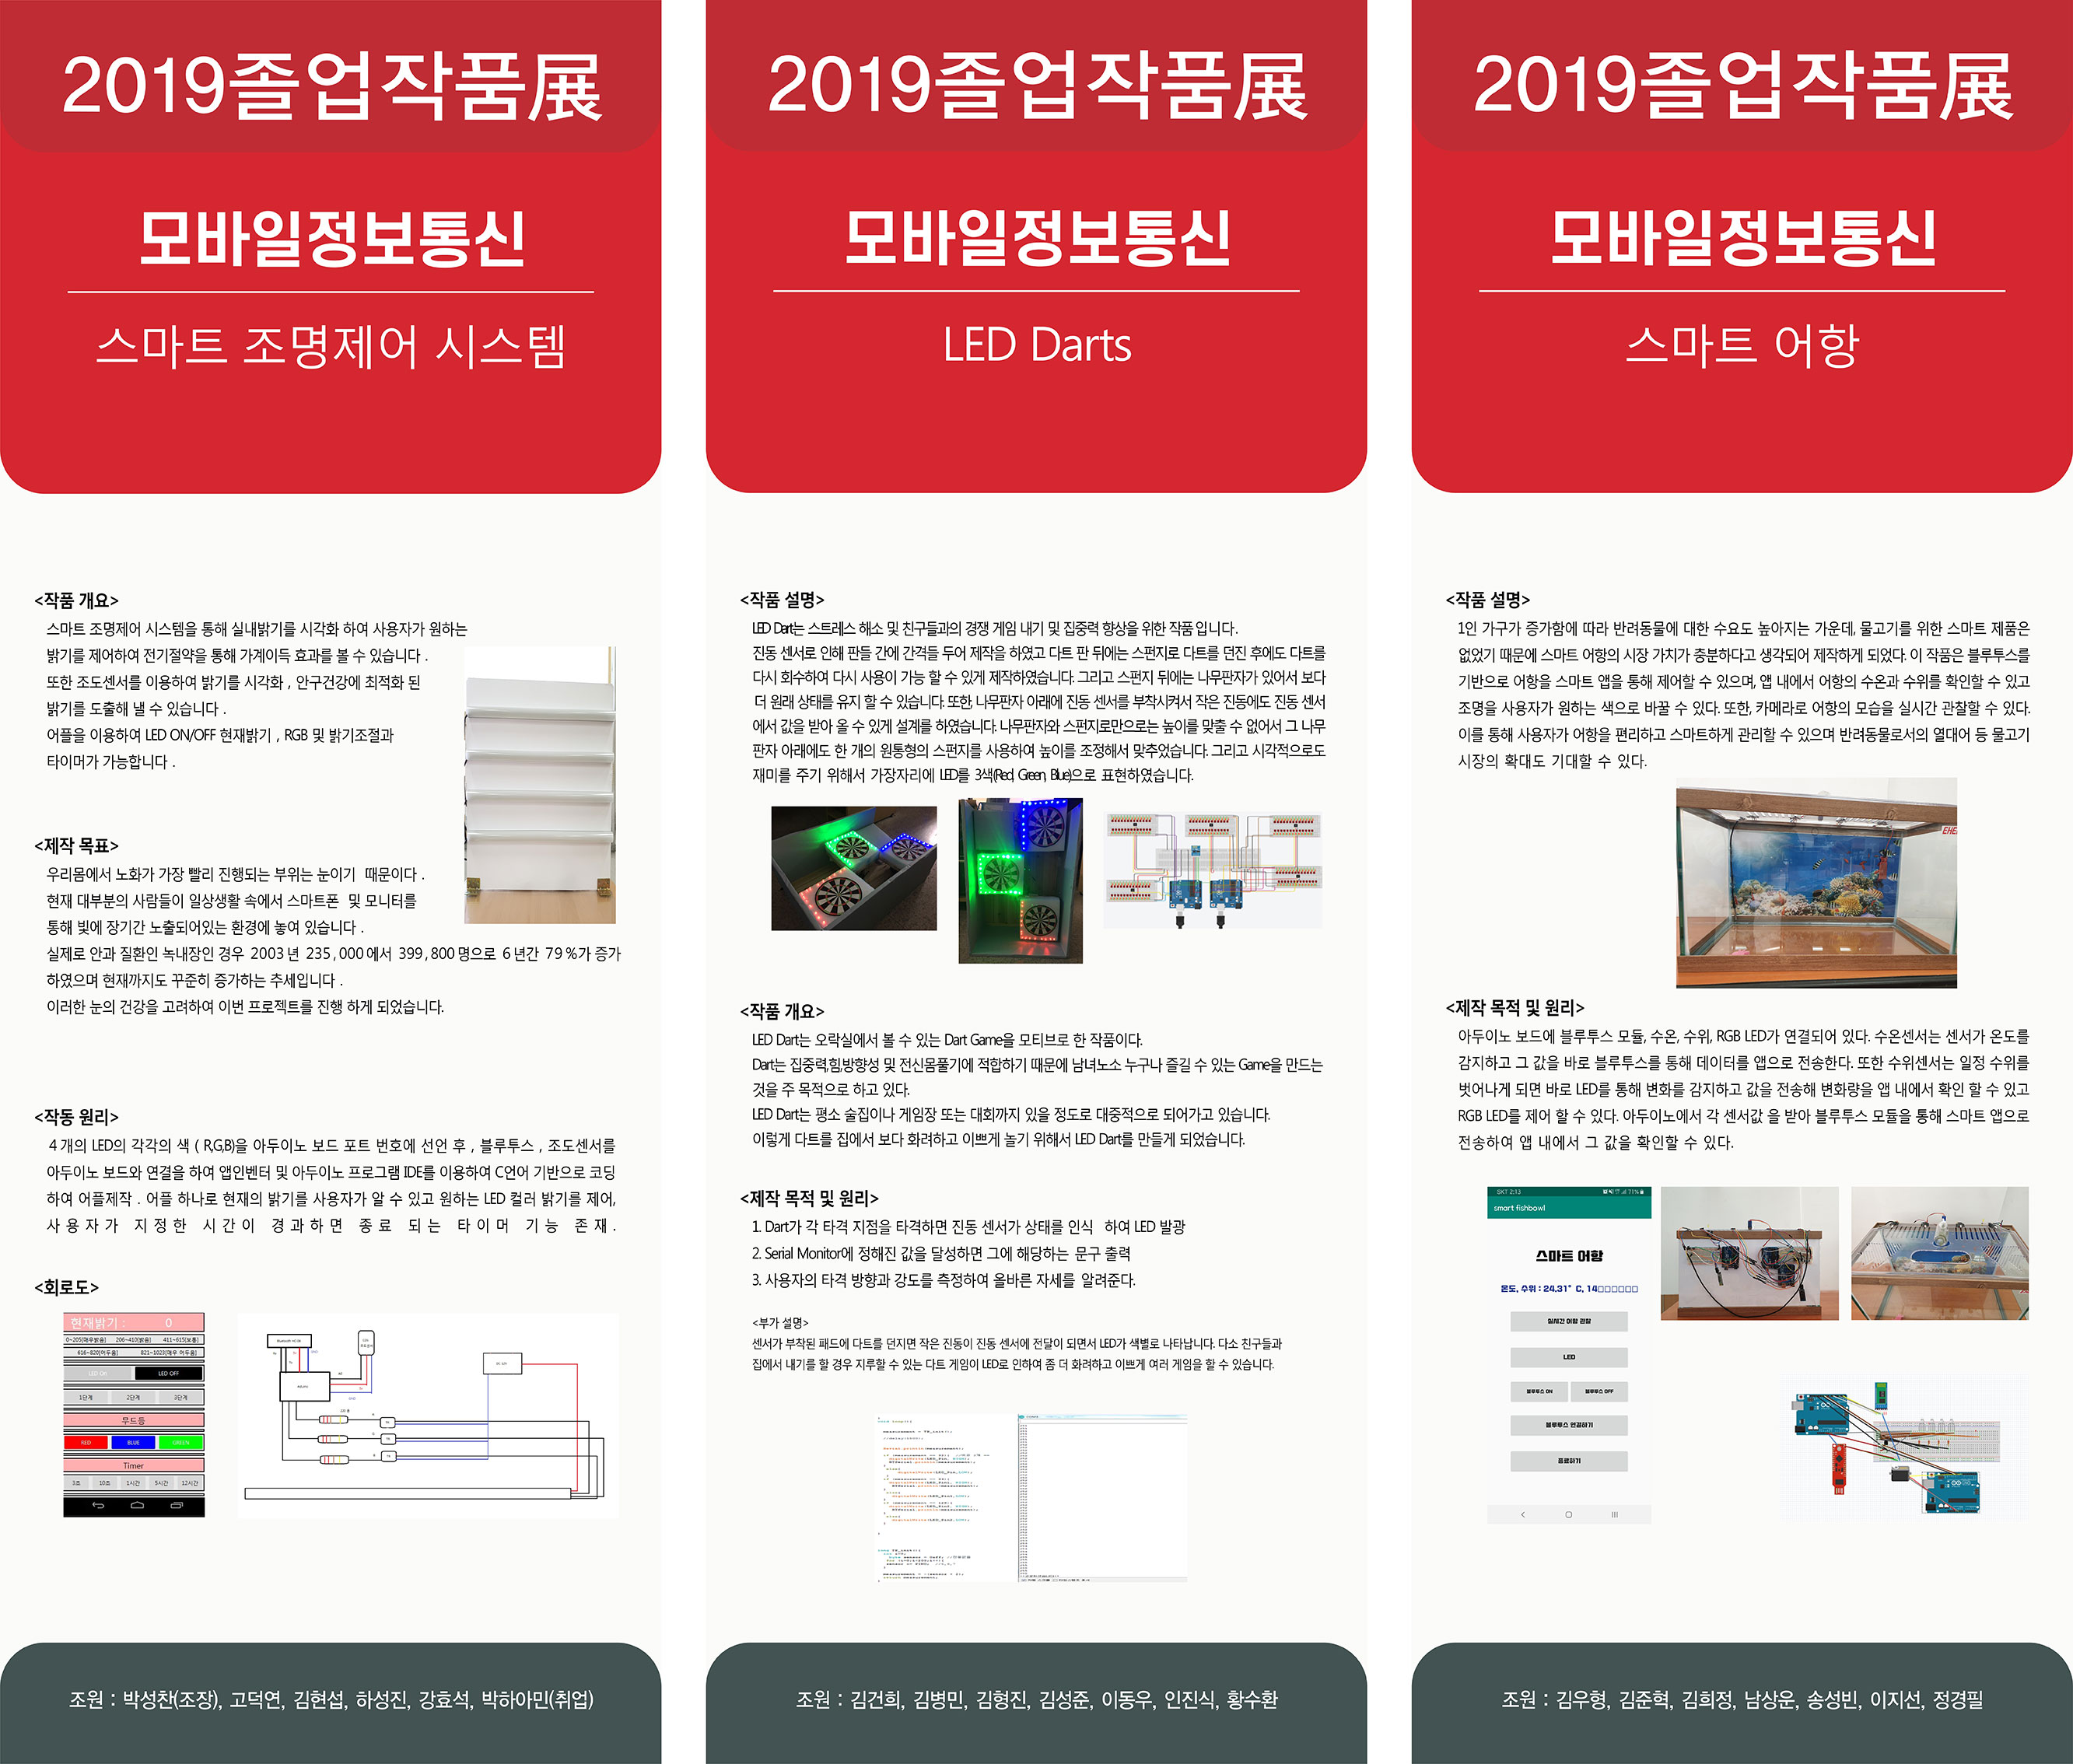 2019졸업작품展
모바일정보통신
스마트 조명제어 시스템
<작품 개요>
스마트 조명제어 시스템을 통해 실내밝기를 시각화 하여 사용자가 원하는
밝기를 제어하여 전기절약을 통해 가계이득 효과를 볼 수 있습니다 .
또한 조도센서를 이용하여 밝기를 시각화 , 안구건강에 최적화 된
밝기를 도출해 낼 수 있습니다 .
어플을 이용하여 LED ON/OFF 현재밝기 , RGB 및 밝기조절과
타이머가 가능합니다 .
<제작 목표>
우리몸에서 노화가 가장 빨리 진행되는 부위는 눈이기 때문이다 .
현재 대부분의 사람들이 일상생활 속에서 스마트폰 및 모니터를
통해 빛에 장기간 노출되어있는 환경에 놓여 있습니다 .
실제로 안과 질환인 녹내장인 경우 2003년 235,000에서 399,800명으로 6년간 79%가 증가
하였으며 현재까지도 꾸준히 증가하는 추세입니다 .
이러한 눈의 건강을 고려하여 이번 프로젝트를 진행 하게 되었습니다.
<작동 원리>
4개의 LED의 각각의 색 ( R,G,B)을 아두이노 보드 포트 번호에 선언 후 , 블루투스 , 조도센서를
아두이노 보드와 연결을 하여 앱인벤터 및 아두이노 프로그램 IDE를 이용하여 C언어 기반으로 코딩
하여 어플제작 . 어플 하나로 현재의 밝기를 사용자가 알 수 있고 원하는 LED 컬러 밝기를 제어,
사용자가 지정한 시간이 경과하면 종료 되는 타이머 기능 존재.
<회로도>
현재밝기 : 0
0~205[매우밝음] 206~410[밝음] 411~615[보통]
616~820[어두움] 821~1023[매우 어두움]
LED ON LED OFF
1단계 2단계 3단계
무드등
RED BLUE GREEN
Timer
3초 10초 1시간 5시간 12시간
조원 : 박성찬(조장), 고덕연, 김현섭, 하성진, 강효석, 박하아민(취업)
2019졸업작품展
모바일정보통신
LED Darts
<작품 설명>
LED Dart는 스트레스 해소 및 친구들과의 경쟁 게임 내기 및 집중력 향상을 위한 작품 입니다.
진동 센서로 인해 판들 간에 간격들 두어 제작을 하였고 다트 판 뒤에는 스펀지로 다트를 던진 후에도 다트를
다시 회수하여 다시 사용이 가능 할 수 있게 제작하였습니다. 그리고 스펀지 뒤에는 나무판자가 있어서 보다
더 원래 상태를 유지 할 수 있습니다. 또한, 나무판자 아래에 진동 센서를 부착시켜서 작은 진동에도 진동 센서
에서 값을 받아 올 수 있게 설계를 하였습니다. 나무판자와 스펀지로만으로는 높이를 맞출 수 없어서 그 나무
판자 아래에도 한 개의 원통형의 스펀지를 사용하여 높이를 조정해서 맞추었습니다. 그리고 시각적으로도
재미를 주기 위해서 가장자리에 LED를 3색(Red, Green, Blue)으로 표현하였습니다.
<작품 개요>
LED Dart는 오락실에서 볼 수 있는 Dart Game을 모티브로 한 작품이다.
Dart는 집중력,힘,방향성 및 전신몸풀기에 적합하기 때문에 남녀노소 누구나 즐길 수 있는 Game을 만드는
것을 주 목적으로 하고 있다.
LED Dart는 평소 술집이나 게임장 또는 대회까지 있을 정도로 대중적으로 되어가고 있습니다.
이렇게 다트를 집에서 보다 화려하고 이쁘게 놀기 위해서 LED Dart를 만들게 되었습니다.
<제작 목적 및 원리>
1. Dart가 각 타격 지점을 타격하면 진동 센서가 상태를 인식 하여 LED 발광
2. Serial Monitor에 정해진 값을 달성하면 그에 해당하는 문구 출력
3. 사용자의 타격 방향과 강도를 측정하여 올바른 자세를 알려준다.
<부가 설명>
센서가 부착된 패드에 다트를 던지면 작은 진동이 진동 센서에 전달이 되면서 LED가 색별로 나타납니다. 다소 친구들과
집에서 내기를 할 경우 지루할 수 있는 다트 게임이 LED로 인하여 좀 더 화려하고 이쁘게 여러 게임을 할 수 있습니다.
조원 : 김건희, 김병민, 김형진, 김성준, 이동우, 인진식, 황수환
2019졸업작품展
모바일정보통신
스마트 어항
<작품 설명>
1인 가구가 증가함에 따라 반려동물에 대한 수요도 높아지는 가운데, 물고기를 위한 스마트 제품은
없었기 때문에 스마트 어항의 시장 가치가 충분하다고 생각되어 제작하게 되었다. 이 작품은 블루투스를
기반으로 어항을 스마트 앱을 통해 제어할 수 있으며, 앱 내에서 어항의 수온과 수위를 확인할 수 있고
조명을 사용자가 원하는 색으로 바꿀 수 있다. 또한, 카메라로 어항의 모습을 실시간 관찰할 수 있다.
이를 통해 사용자가 어항을 편리하고 스마트하게 관리할 수 있으며 반려동물로서의 열대어 등 물고기
시장의 확대도 기대할 수 있다.
<제작 목적 및 원리>
아두이노 보드에 블루투스 모듈, 수온, 수위, RGB LED가 연결되어 있다. 수온센서는 센서가 온도를
감지하고 그 값을 바로 블루투스를 통해 데이터를 앱으로 전송한다. 또한 수위센서는 일정 수위를
벗어나게 되면 바로 LED를 통해 변화를 감지하고 값을 전송해 변화량을 앱 내에서 확인 할 수 있고
RGB LED를 제어 할 수 있다. 아두이노에서 각 센서값 을 받아 블루투스 모듈을 통해 스마트 앱으로
전송하여 앱 내에서 그 값을 확인할 수 있다.
SKT 2:13 71%
smart fishbowl
스마트 어항
온도, 수위 : 24.31° C, 14□□□□□□
실시간 어항 관찰
LED
블루투스 ON 블루투스 OFF
블루투스 연결하기
종료하기
조원 : 김우형, 김준혁, 김희정, 남상운, 송성빈, 이지선, 정경필